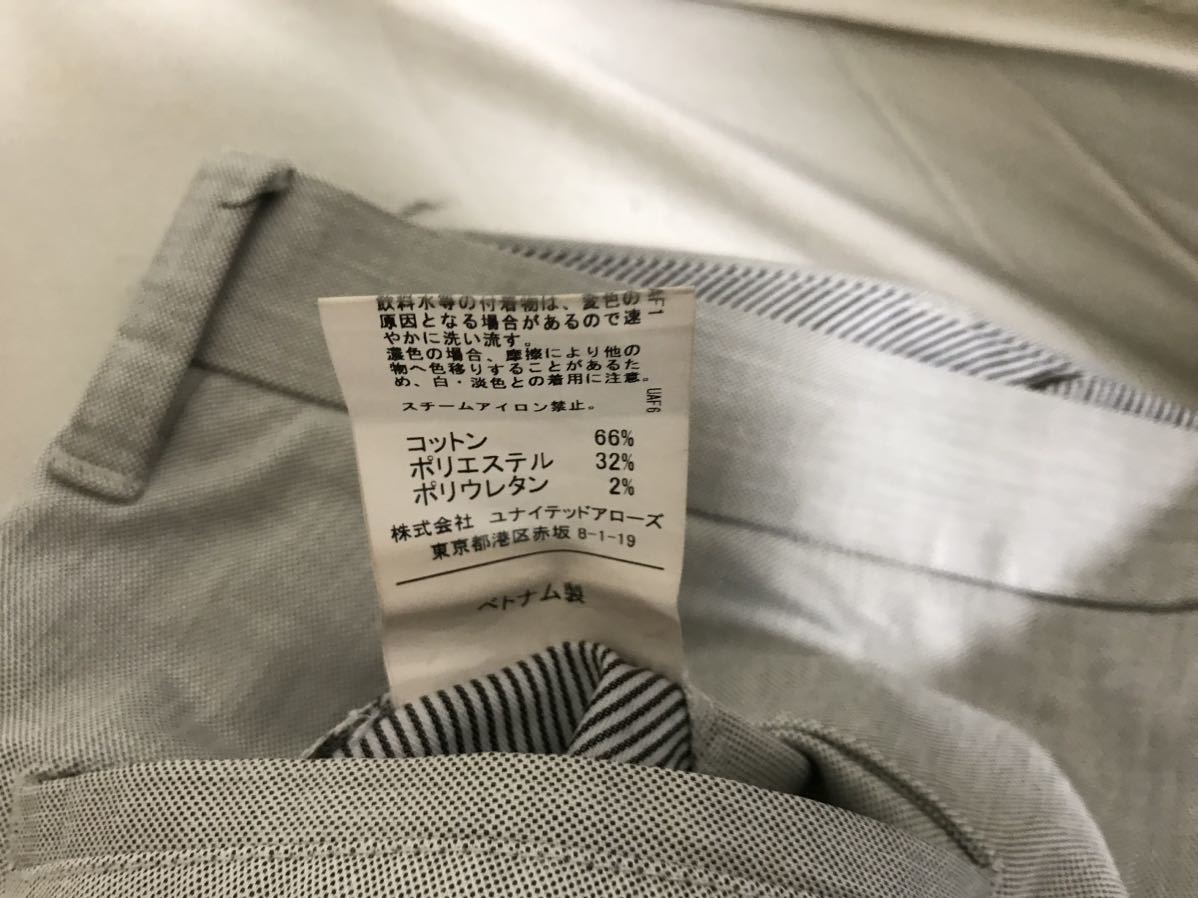 飲料水等の付着物は、変色の
原因となる場合があるので速
やかに洗い流す。
濃色の場合、摩擦により他の
物へ色移りすることがあるた
め、白・淡色との着用に注意。
スチームアイロン禁止。
コットン 66%
ポリエステル 32%
ポリウレタン 2%
株式会社 ユナイテッドアローズ
東京都港区赤坂 8-1-19
ベトナム製
UAF6